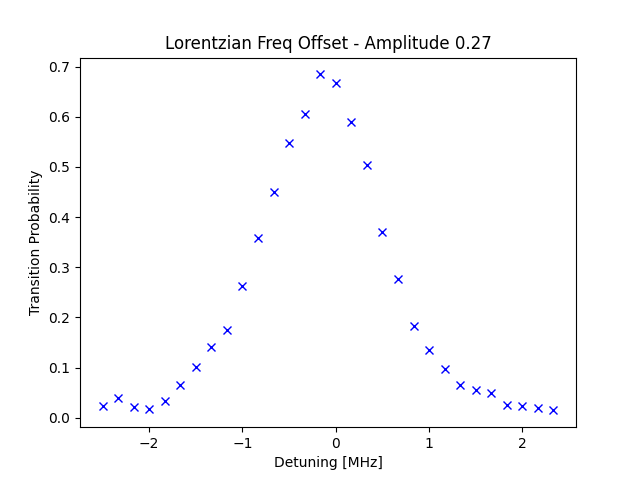 Lorentzian Freq Offset - Amplitude 0.27
0.7
0.6
0.5
0.4
0.3
0.2
0.1
0.0
Transition Probability
−2 −1 0 1 2
Detuning [MHz]